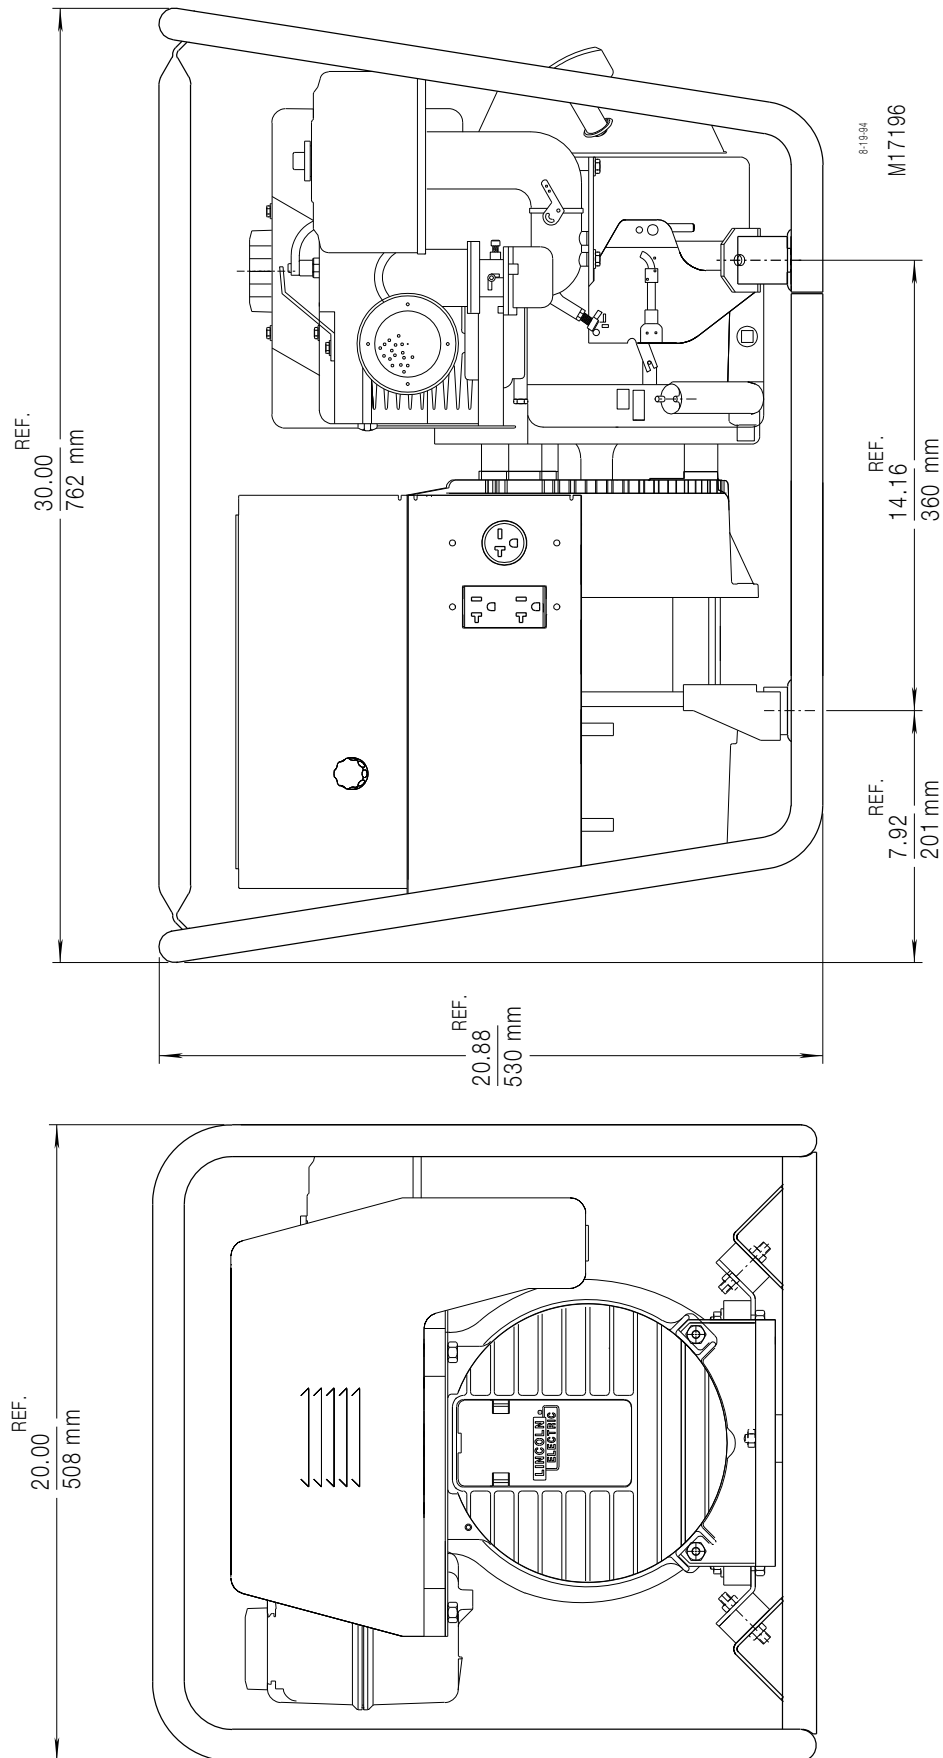 REF.
30.00
762 mm
8-19-94
M17196
REF.
14.16
360 mm
REF.
7.92
201 mm
REF.
20.88
530 mm
REF.
20.00
508 mm
LINCOLN
ELECTRIC